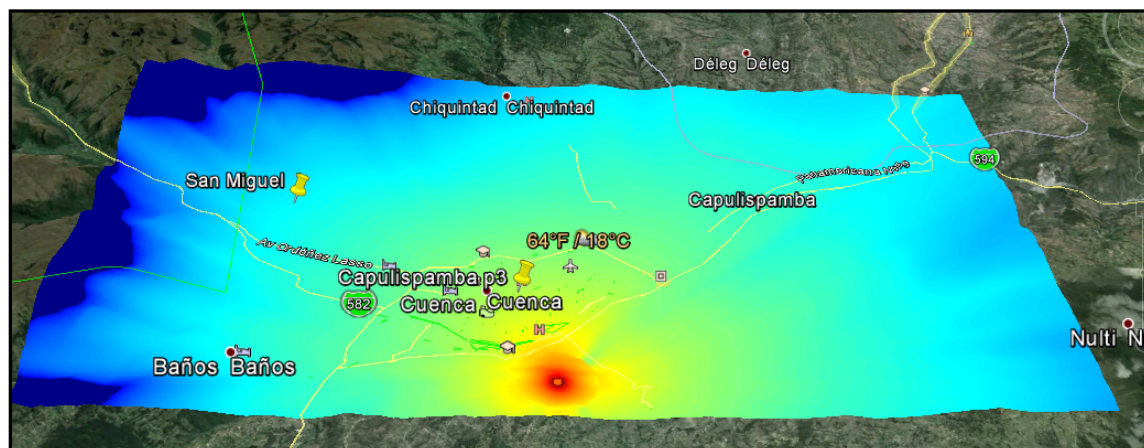 Déleg Déleg
Chiquintad Chiquintad
594
Panamericana Norte
San Miguel
Capulispamba
64°F / 18°C
Av Ordóñez Lasso
Capulispamba p3
582
Cuenca Cuenca
H
Nulti N
Baños Baños